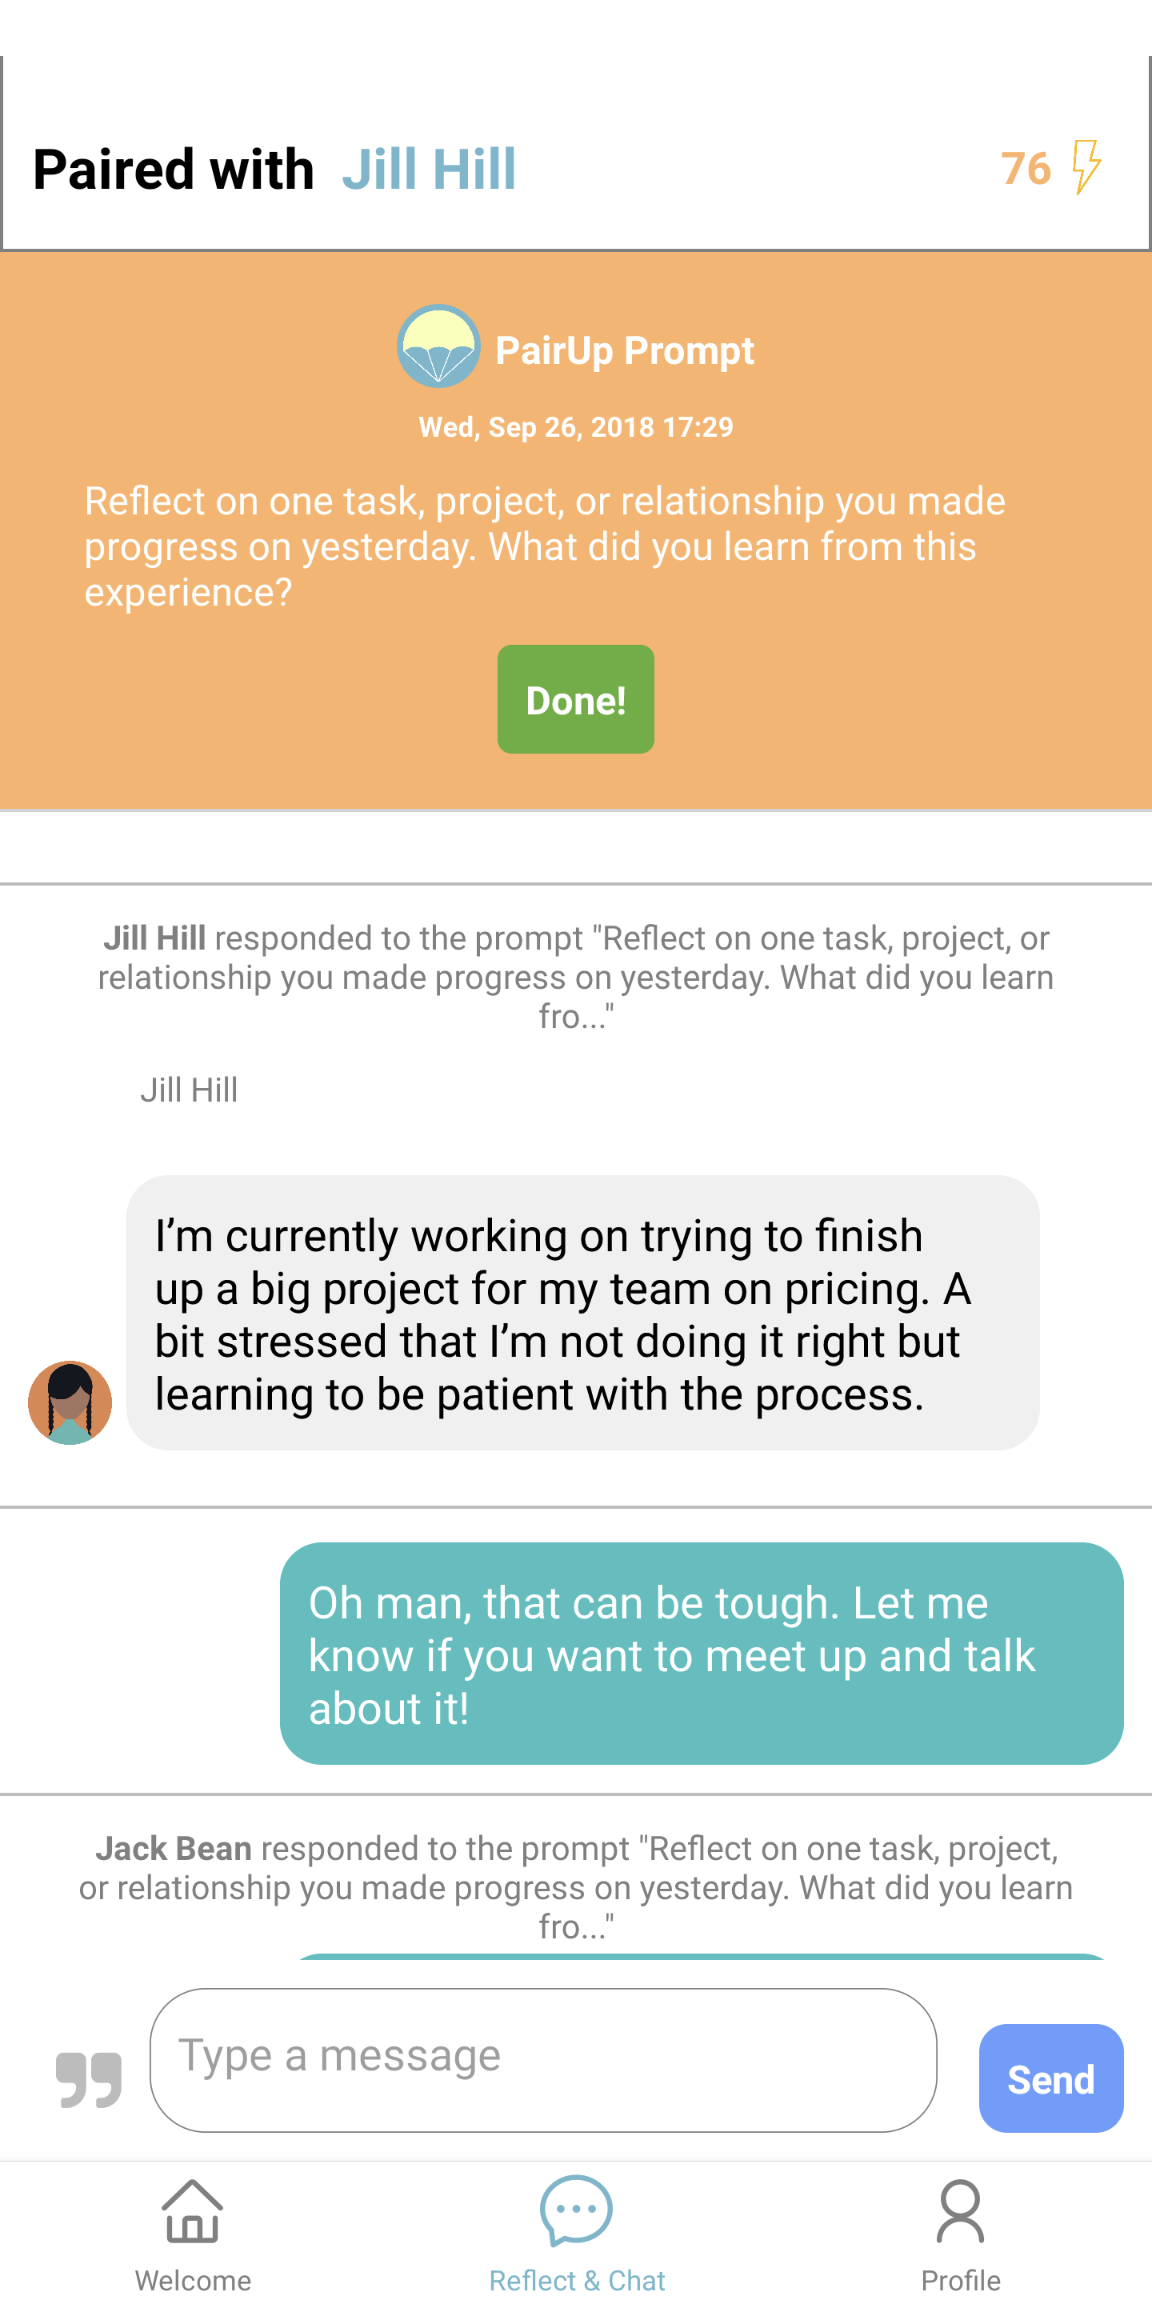 Paired with Jill Hill
76
PairUp Prompt
Wed, Sep 26, 2018 17:29
Reflect on one task, project, or relationship you made
progress on yesterday. What did you learn from this
experience?
Done!
Jill Hill responded to the prompt "Reflect on one task, project, or
relationship you made progress on yesterday. What did you learn
fro..."
Jill Hill
I’m currently working on trying to finish
up a big project for my team on pricing. A
bit stressed that I’m not doing it right but
learning to be patient with the process.
Oh man, that can be tough. Let me
know if you want to meet up and talk
about it!
Jack Bean responded to the prompt "Reflect on one task, project,
or relationship you made progress on yesterday. What did you learn
fro..."
Type a message
Send
Welcome
Reflect & Chat
Profile